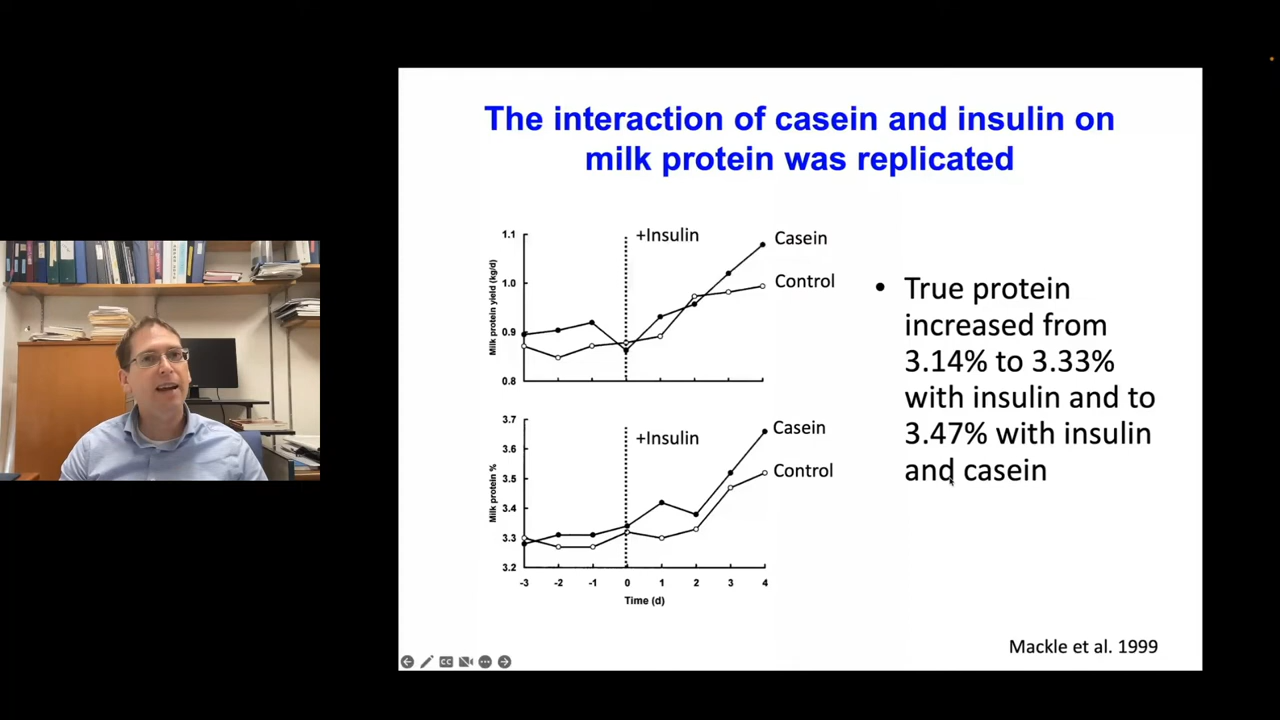 The interaction of casein and insulin on
milk protein was replicated
1.1
1.0
0.9
0.8
Milk protein yield (kg/d)
+Insulin
Casein
Control
3.7
3.6
3.5
3.4
3.3
3.2
Milk protein %
+Insulin
Casein
Control
-3 -2 -1 0 1 2 3 4
Time (d)
• True protein
increased from
3.14% to 3.33%
with insulin and to
3.47% with insulin
and casein
Mackle et al. 1999
CC